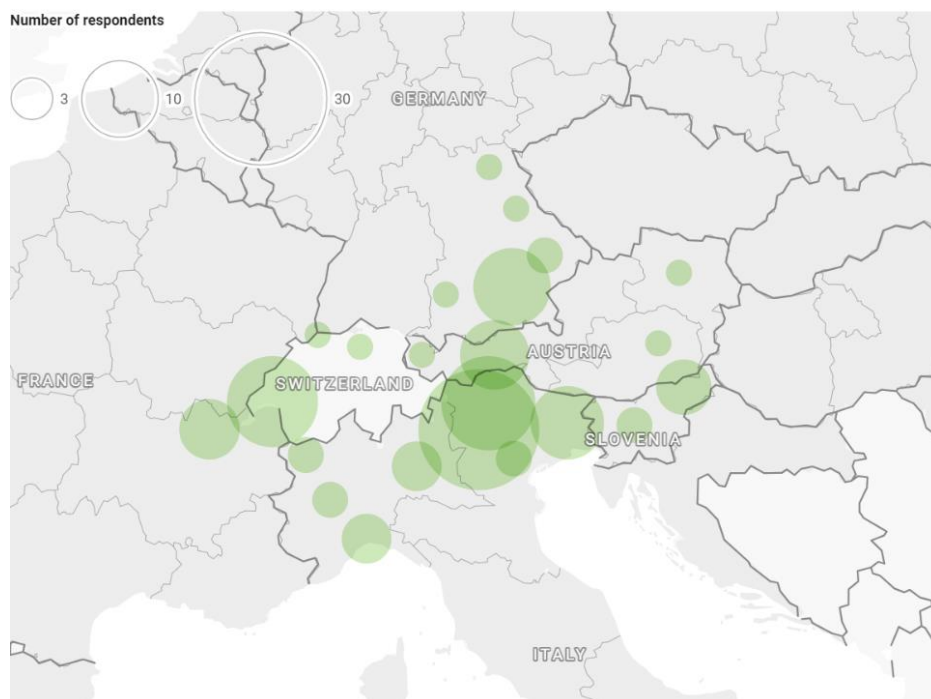 Number of respondents
3
10
30
GERMANY
AUSTRIA
FRANCE
SWITZERLAND
SLOVENIA
ITALY